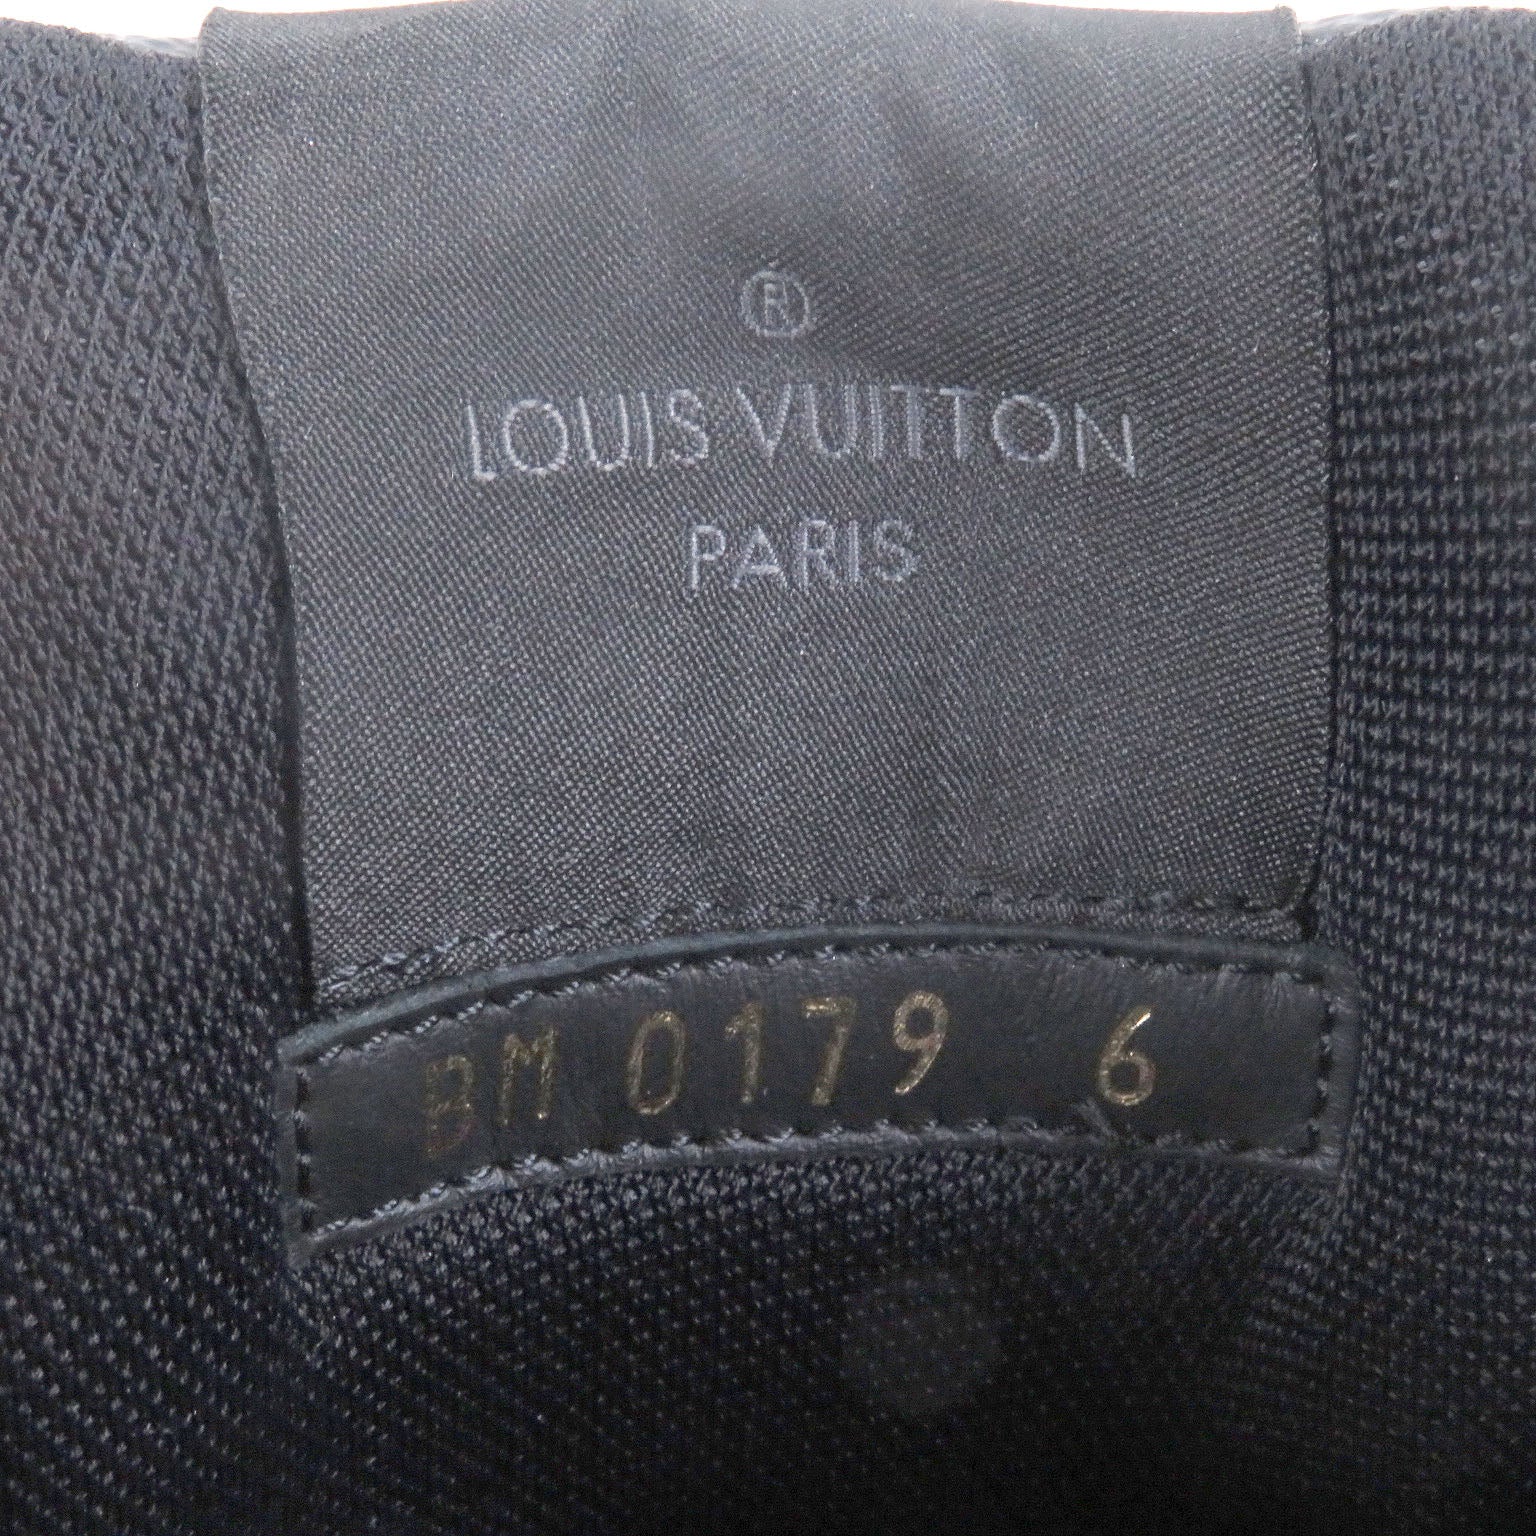 ®
LOUIS VUITTON
PARIS
BM 0179 6